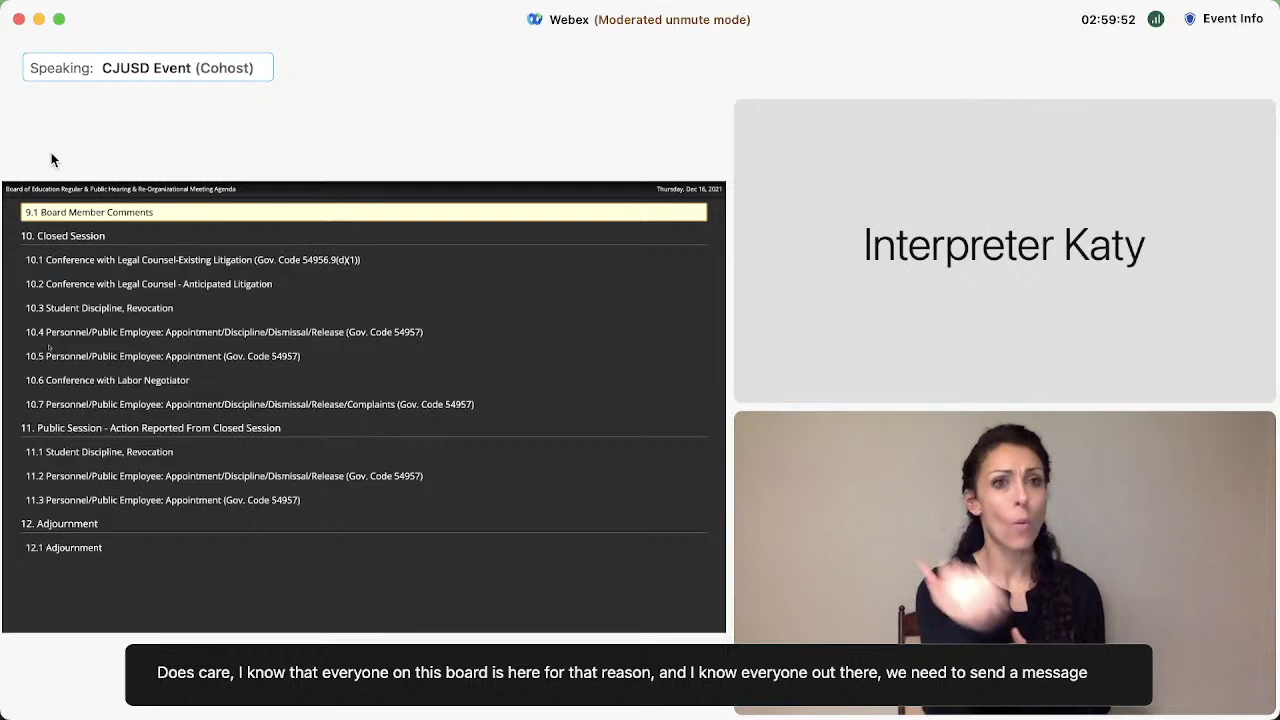 Webex (Moderated unmute mode)
02:59:52
Event Info
Speaking: CJUSD Event (Cohost)
Board of Education Regular & Public Hearing & Re-Organizational Meeting Agenda
Thursday, Dec 16, 2021
9.1 Board Member Comments
10. Closed Session
10.1 Conference with Legal Counsel-Existing Litigation (Gov. Code 54956.9(d)(1))
10.2 Conference with Legal Counsel - Anticipated Litigation
10.3 Student Discipline, Revocation
10.4 Personnel/Public Employee: Appointment/Discipline/Dismissal/Release (Gov. Code 54957)
10.5 Personnel/Public Employee: Appointment (Gov. Code 54957)
10.6 Conference with Labor Negotiator
10.7 Personnel/Public Employee: Appointment/Discipline/Dismissal/Release/Complaints (Gov. Code 54957)
11. Public Session - Action Reported From Closed Session
11.1 Student Discipline, Revocation
11.2 Personnel/Public Employee: Appointment/Discipline/Dismissal/Release (Gov. Code 54957)
11.3 Personnel/Public Employee: Appointment (Gov. Code 54957)
12. Adjournment
12.1 Adjournment
Interpreter Katy
Does care, I know that everyone on this board is here for that reason, and I know everyone out there, we need to send a message